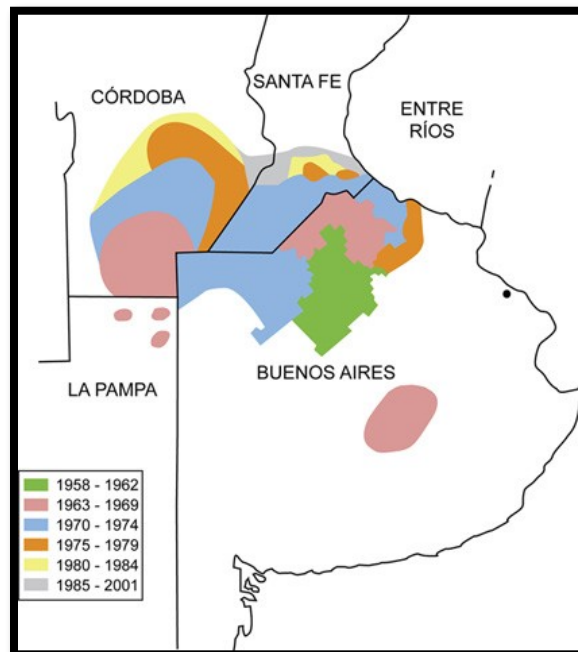 CÓRDOBA
SANTA FE
ENTRE
RÍOS
LA PAMPA
BUENOS AIRES
1958 - 1962
1963 - 1969
1970 - 1974
1975 - 1979
1980 - 1984
1985 - 2001